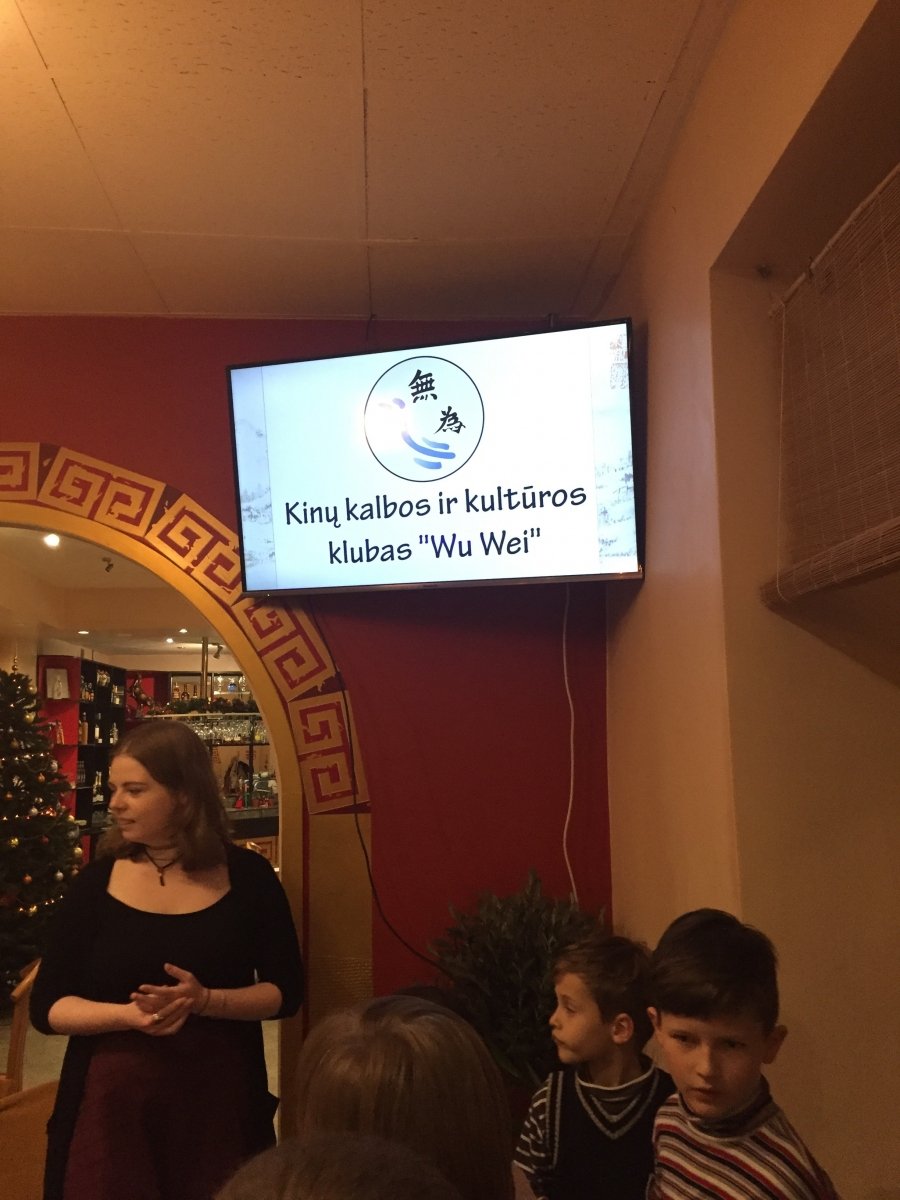 無
為
Kinų kalbos ir kultūros
klubas "Wu Wei"